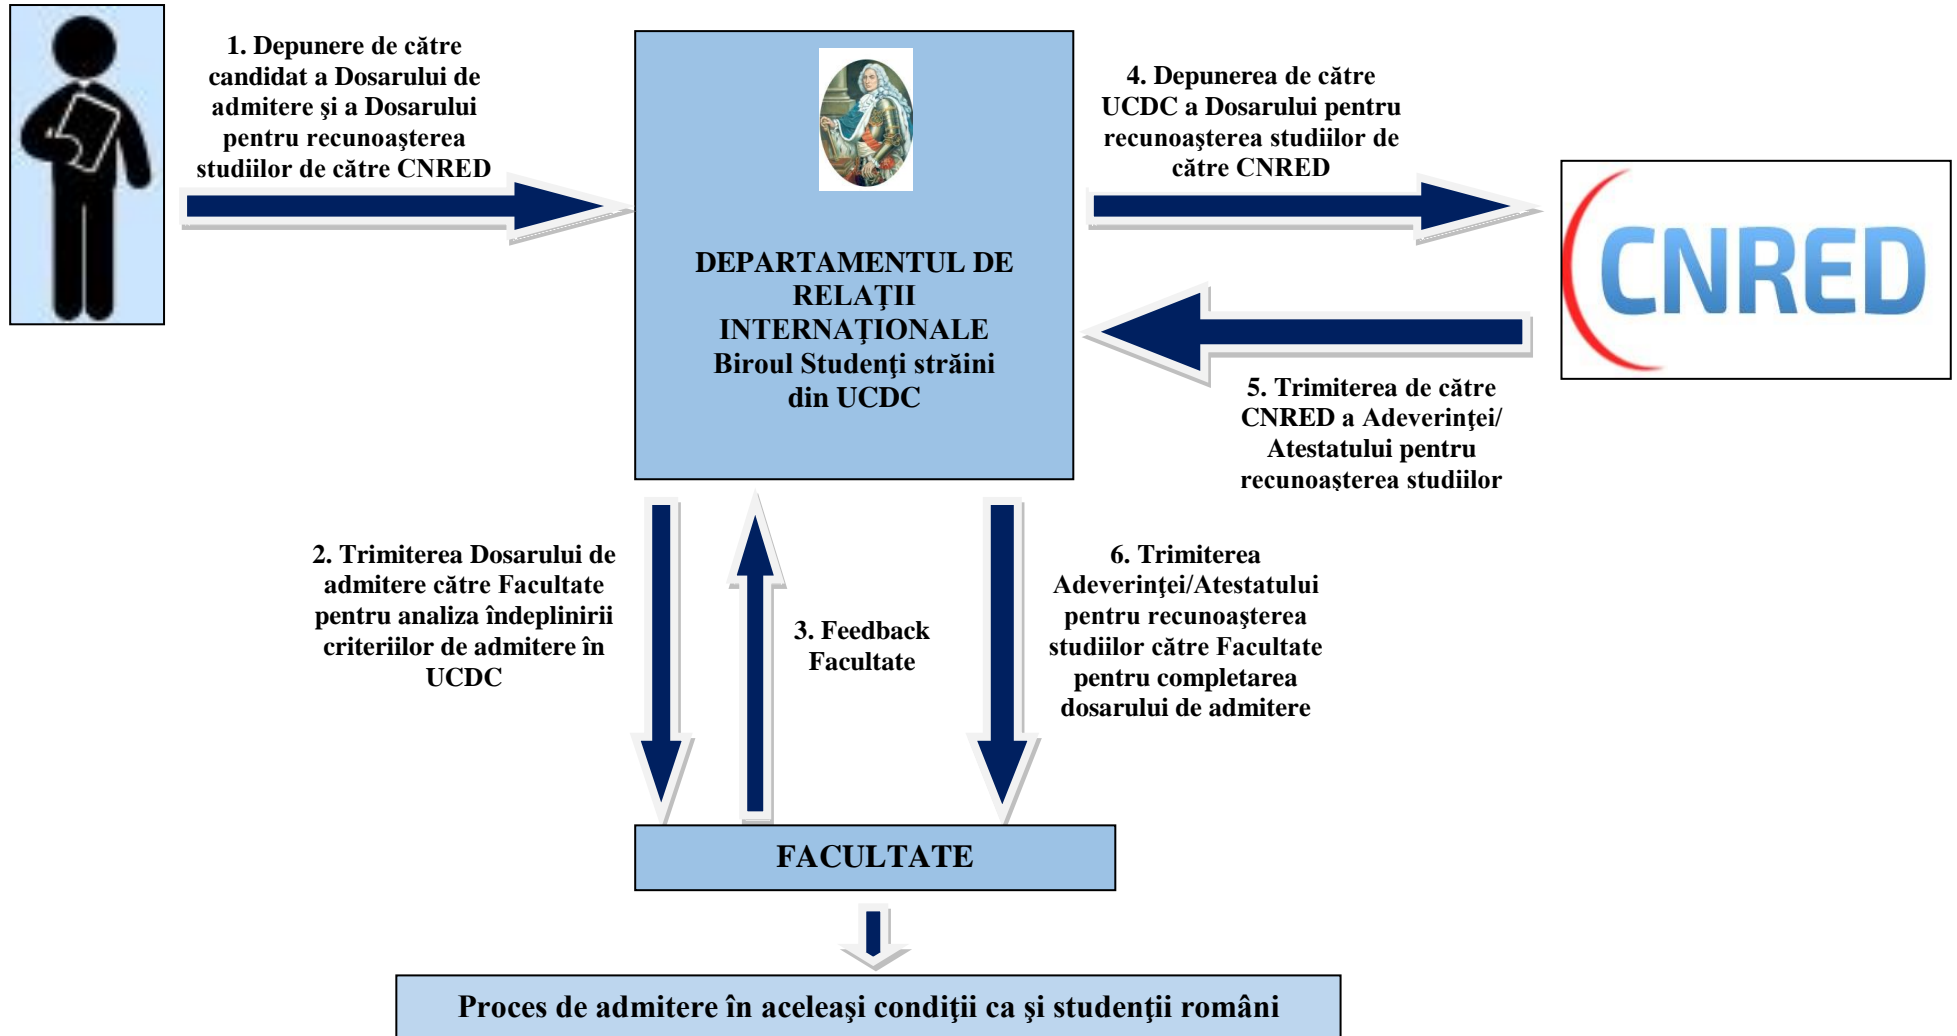 1. Depunere de către
candidat a Dosarului de
admitere şi a Dosarului
pentru recunoaşterea
studiilor de către CNRED
DEPARTAMENTUL DE
RELAŢII
INTERNAŢIONALE
Biroul Studenţi străini
din UCDC
4. Depunerea de către
UCDC a Dosarului pentru
recunoaşterea studiilor de
către CNRED
CNRED
5. Trimiterea de către
CNRED a Adeverinţei/
Atestatului pentru
recunoaşterea studiilor
2. Trimiterea Dosarului de
admitere către Facultate
pentru analiza îndeplinirii
criteriilor de admitere în
UCDC
3. Feedback
Facultate
6. Trimiterea
Adeverinţei/Atestatului
pentru recunoaşterea
studiilor către Facultate
pentru completarea
dosarului de admitere
FACULTATE
Proces de admitere în aceleaşi condiţii ca şi studenţii români